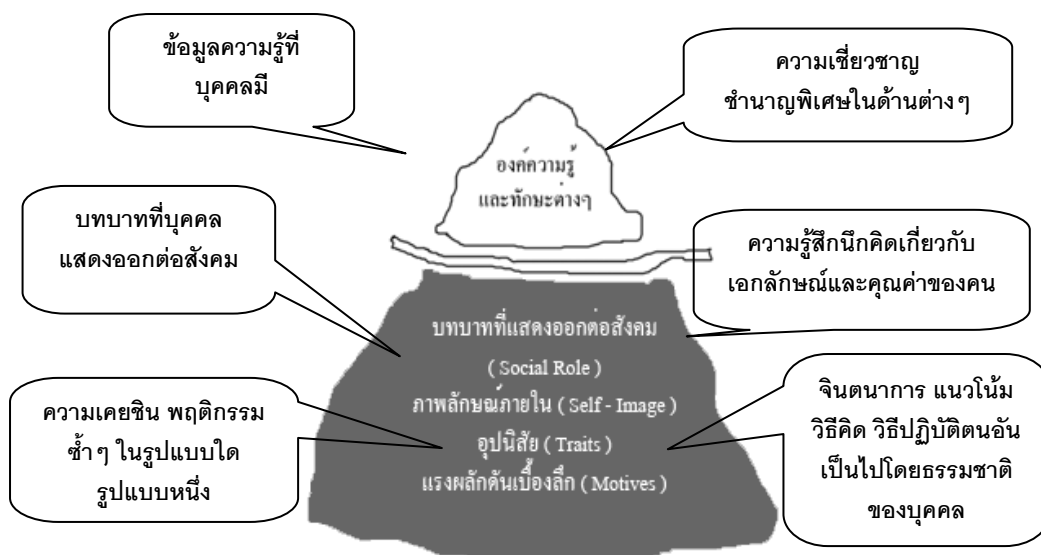 ข้อมูลความรู้ที่
บุคคลมี
ความเชี่ยวชาญ
ชำนาญพิเศษในด้านต่างๆ
องค์ความรู้
และทักษะต่างๆ
บทบาทที่บุคคล
แสดงออกต่อสังคม
ความรู้สึกนึกคิดเกี่ยวกับ
เอกลักษณ์และคุณค่าของคน
บทบาทที่แสดงออกต่อสังคม
( Social Role )
ภาพลักษณ์ภายใน ( Self - Image )
อุปนิสัย ( Traits )
แรงผลักดันเบื้องลึก ( Motives )
ความเคยชิน พฤติกรรม
ซ้ำๆ ในรูปแบบใด
รูปแบบหนึ่ง
จินตนาการ แนวโน้ม
วิธีคิด วิธีปฏิบัติตนอัน
เป็นไปโดยธรรมชาติ
ของบุคคล